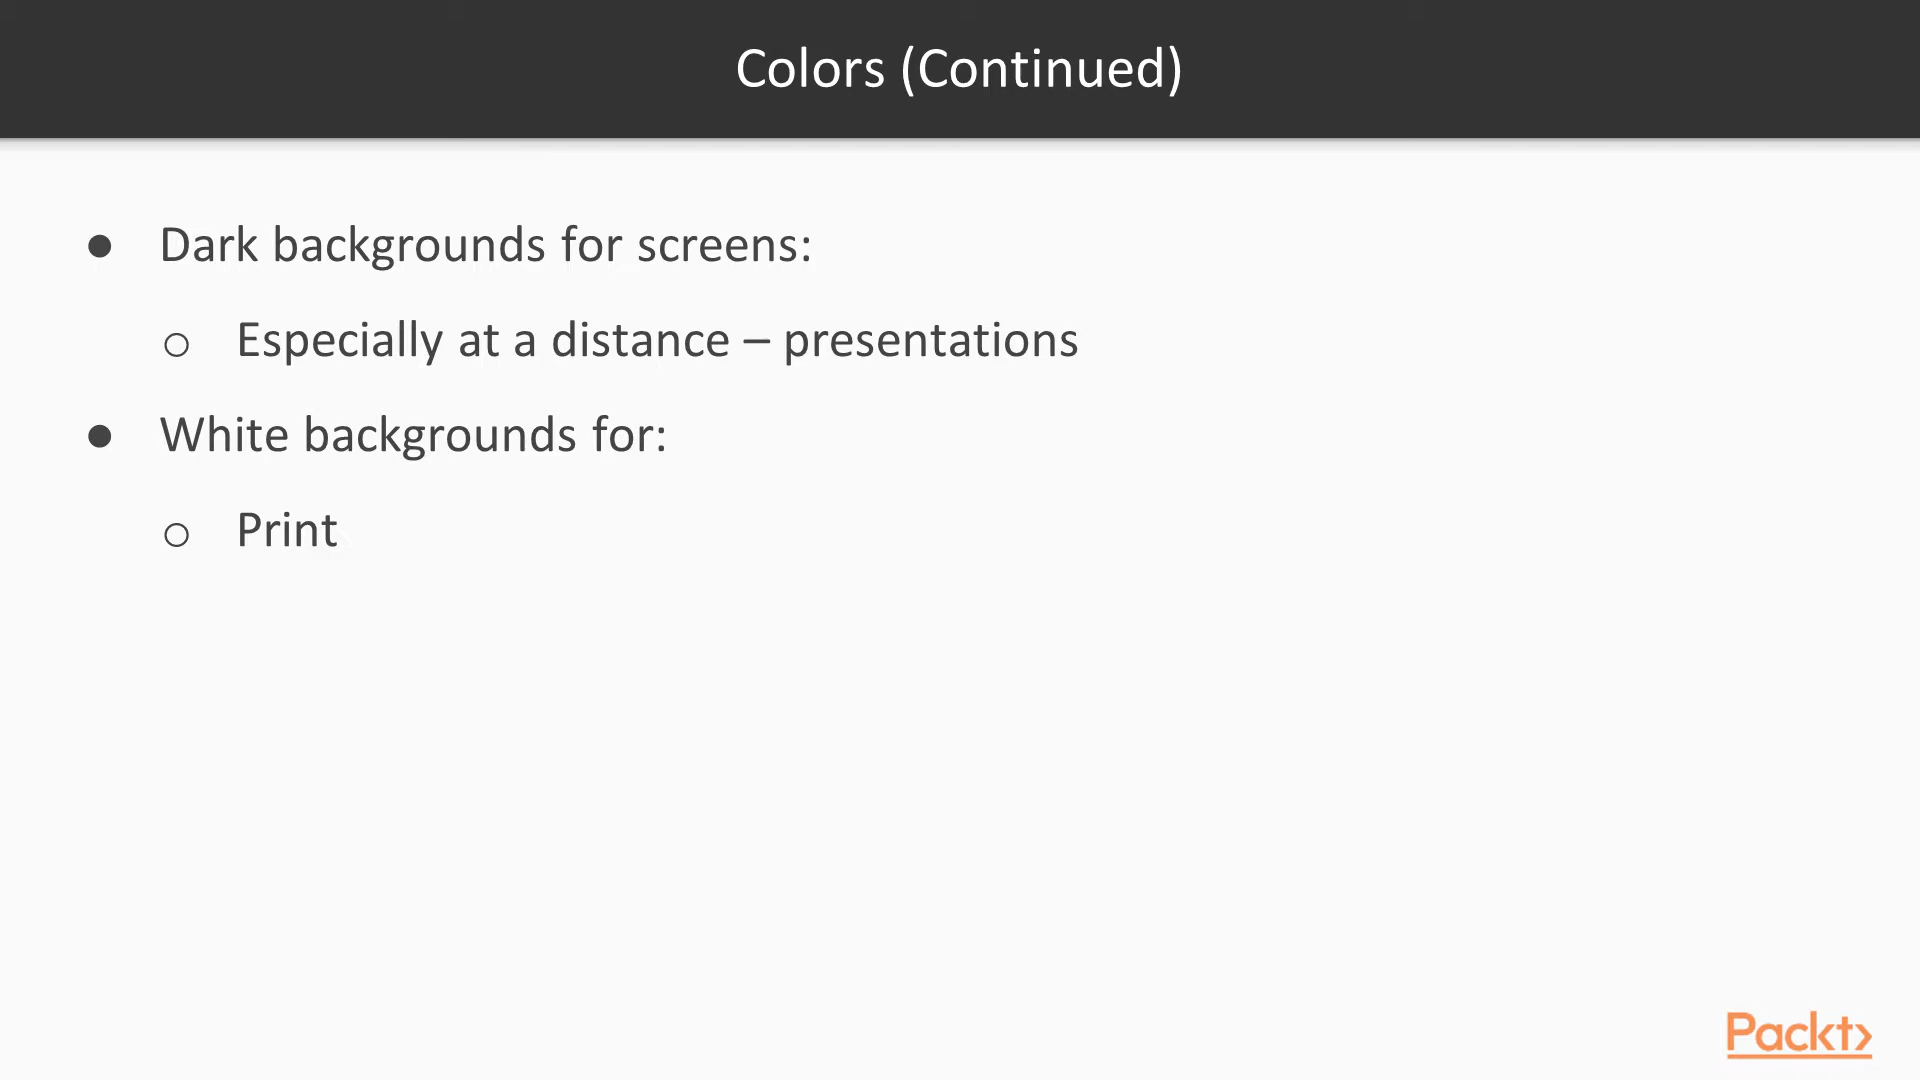 Colors (Continued)
● Dark backgrounds for screens:
○ Especially at a distance – presentations
● White backgrounds for:
○ Print
Packt>